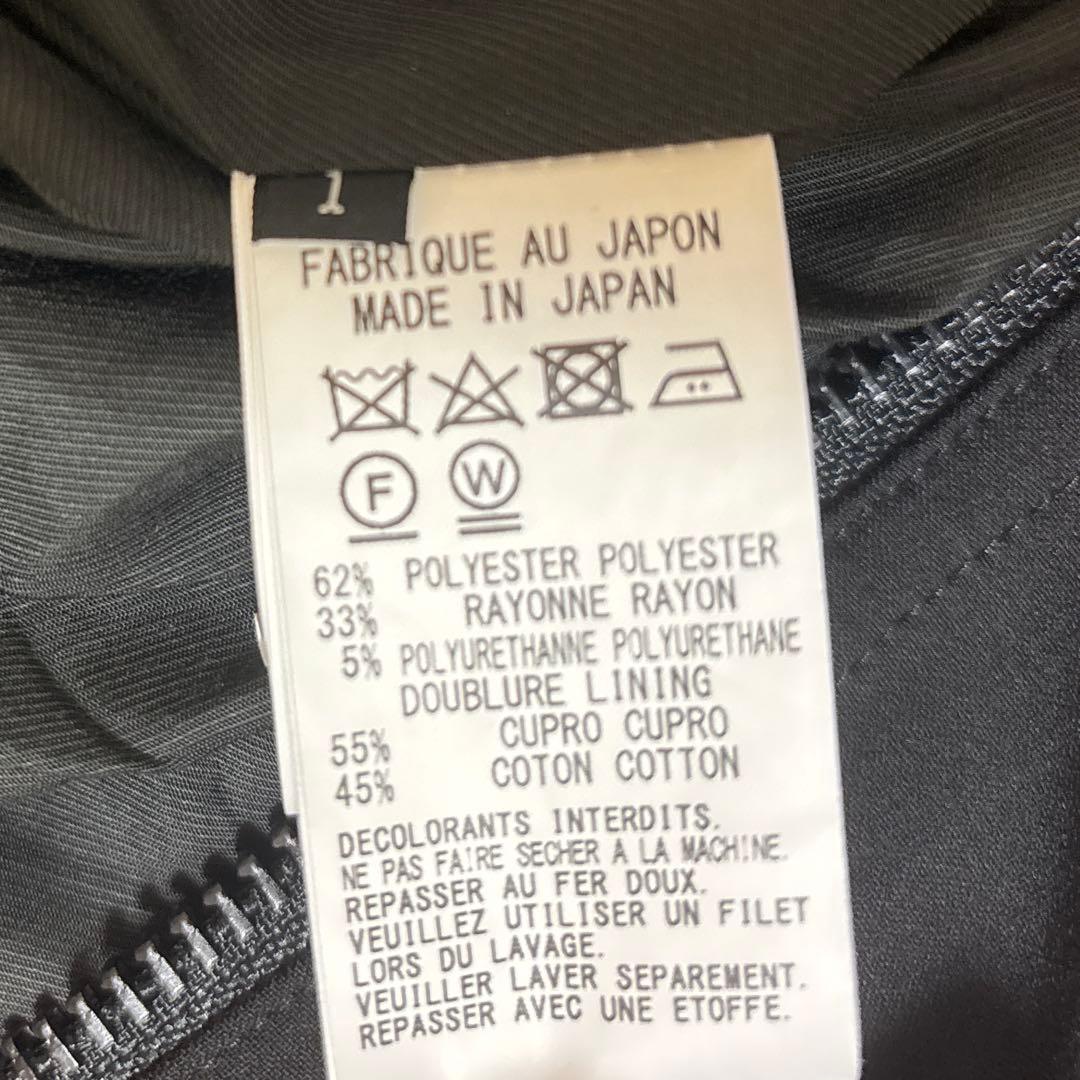 1
FABRIQUE AU JAPON
MADE IN JAPAN
F W
62% POLYESTER POLYESTER
33% RAYONNE RAYON
5% POLYURETHANNE POLYURETHANE
DOUBLURE LINING
55% CUPRO CUPRO
45% COTON COTTON
DECOLORANTS INTERDITS.
NE PAS FAIRE SECHER A LA MACHINE.
REPASSER AU FER DOUX.
VEUILLEZ UTILISER UN FILET
LORS DU LAVAGE.
VEUILLER LAVER SEPAREMENT.
REPASSER AVEC UNE ETOFFE.